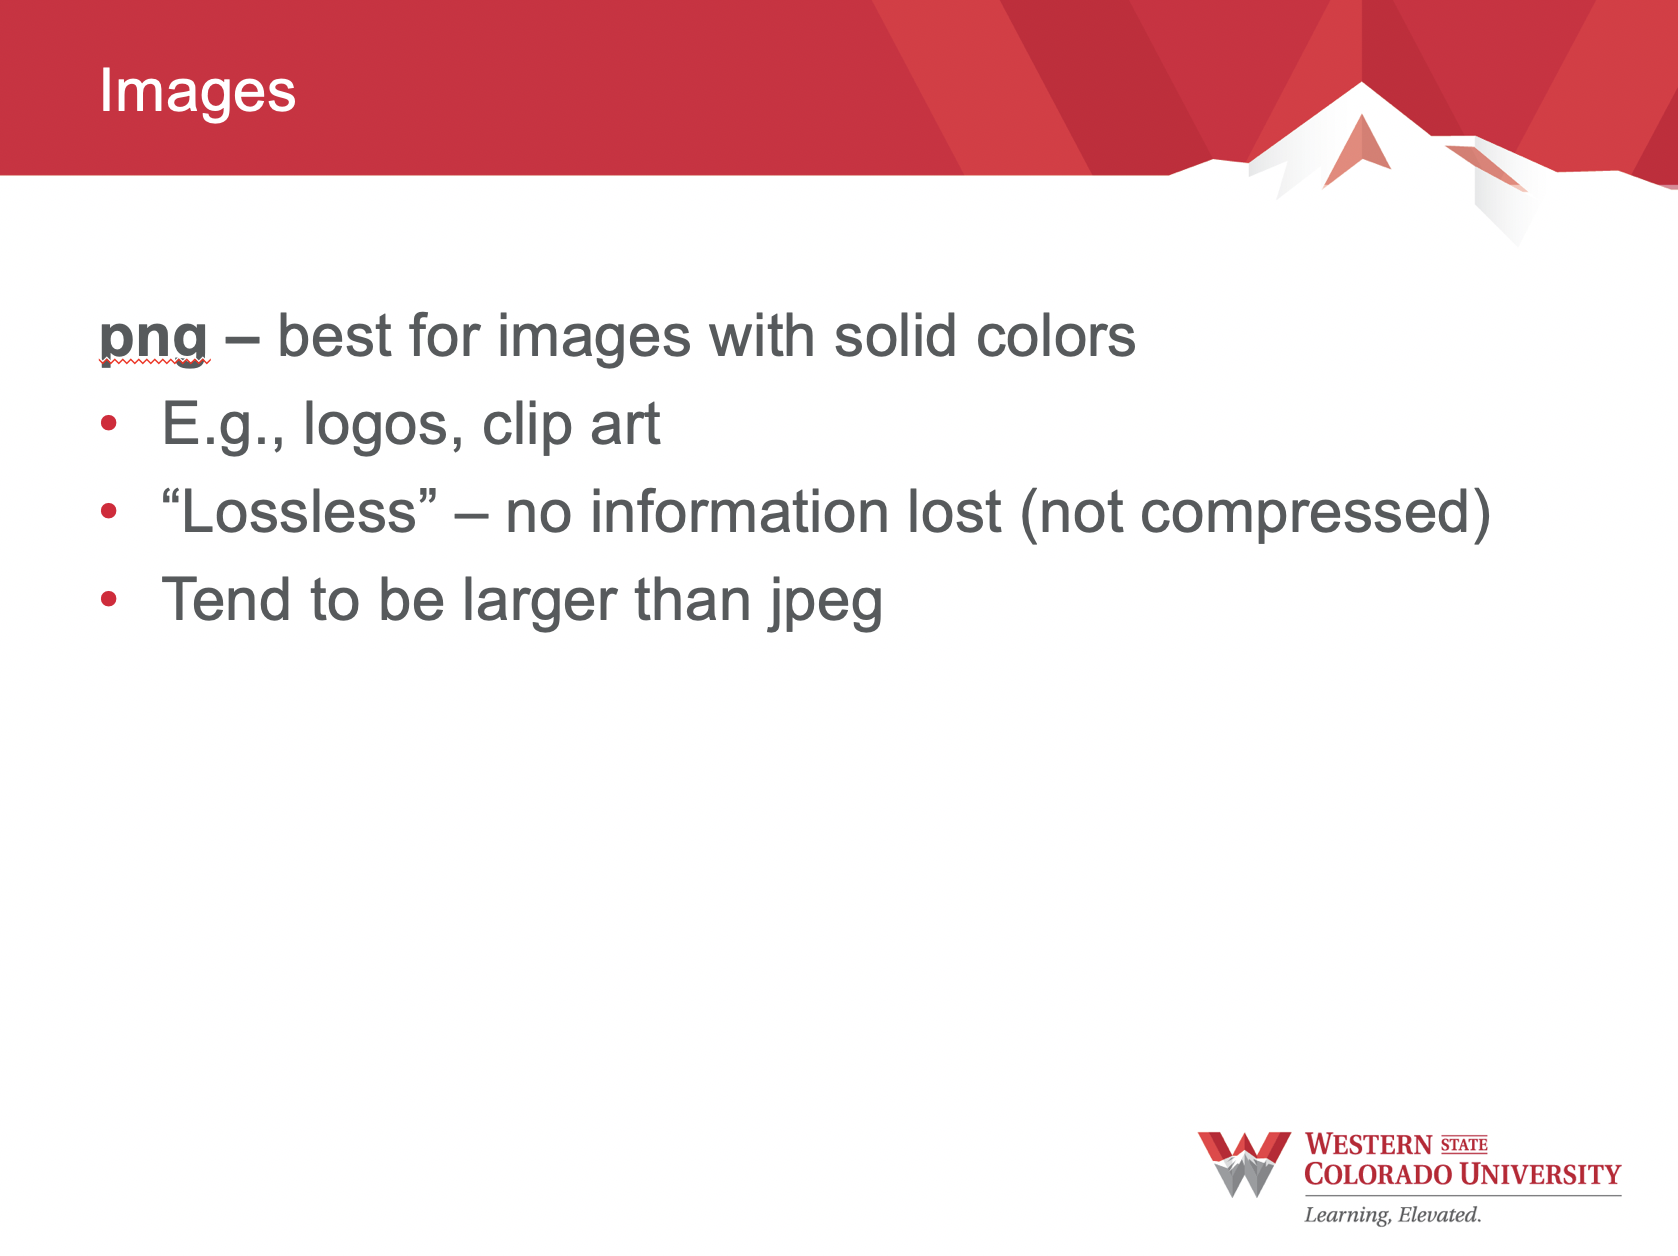 Images
png – best for images with solid colors
• E.g., logos, clip art
• “Lossless” – no information lost (not compressed)
• Tend to be larger than jpeg
WESTERN STATE
COLORADO UNIVERSITY
Learning, Elevated.